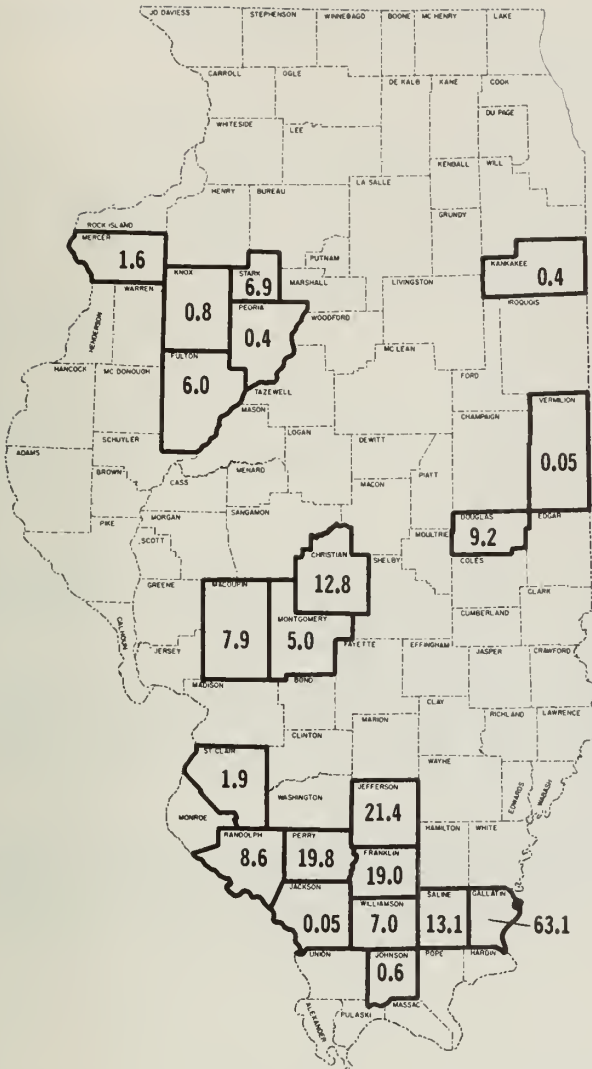 JO DAVIESS STEPHENSON WINNEBAGO BOONE MC HENRY LAKE
CARROLL OGLE DE KALB KANE COOK
DU PAGE
WHITESIDE LEE
KENDALL WILL
LA SALLE
HENRY BUREAU
GRUNDY
ROCK ISLAND
MERCER
1.6
PUTNAM
KANKAKEE
0.4
KNOX
0.8
STARK
6.9
MARSHALL
LIVINGSTON
WARREN
IROQUOIS
PEORIA
0.4
WOODFORD
HENDERSON
FULTON
6.0
MC LEAN
HANCOCK MC DONOUGH
TAZEWELL
FORD
MASON
VERMILION
0.05
CHAMPAIGN
LOGAN
DEWITT
SCHUYLER
ADAMS
BROWN
CASS
MENARD
PIATT
MACON
PIKE MORGAN SANGAMON
DOUGLAS
9.2
EDGAR
MOULTRIE
SCOTT
CHRISTIAN
12.8
SHELBY
COLES
GREENE
MACOUPIN
7.9
CLARK
MONTGOMERY
5.0
CUMBERLAND
CALHOUN
JERSEY
FAYETTE
EFFINGHAM
JASPER
CRAWFORD
MADISON
BOND
CLAY
RICHLAND
LAWRENCE
MARION
CLINTON
ST CLAIR
1.9
WAYNE
EDWARDS
WABASH
WASHINGTON
JEFFERSON
21.4
MONROE
HAMILTON
WHITE
RANDOLPH
8.6
PERRY
19.8
FRANKLIN
19.0
JACKSON
0.05
WILLIAMSON
7.0
SALINE
13.1
GALLATIN
63.1
UNION
JOHNSON
0.6
POPE
HARDIN
MASSAC
PULASKI
ALEXANDER